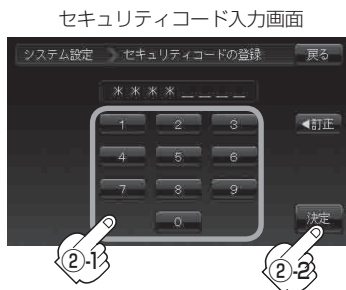 セキュリティコード入力画面
システム設定 セキュリティコードの登録 戻る
＊＊＊＊＿＿＿＿
1 2 3 ◀訂正
4 5 6
7 8 9
0 決定
②-1 ②-2